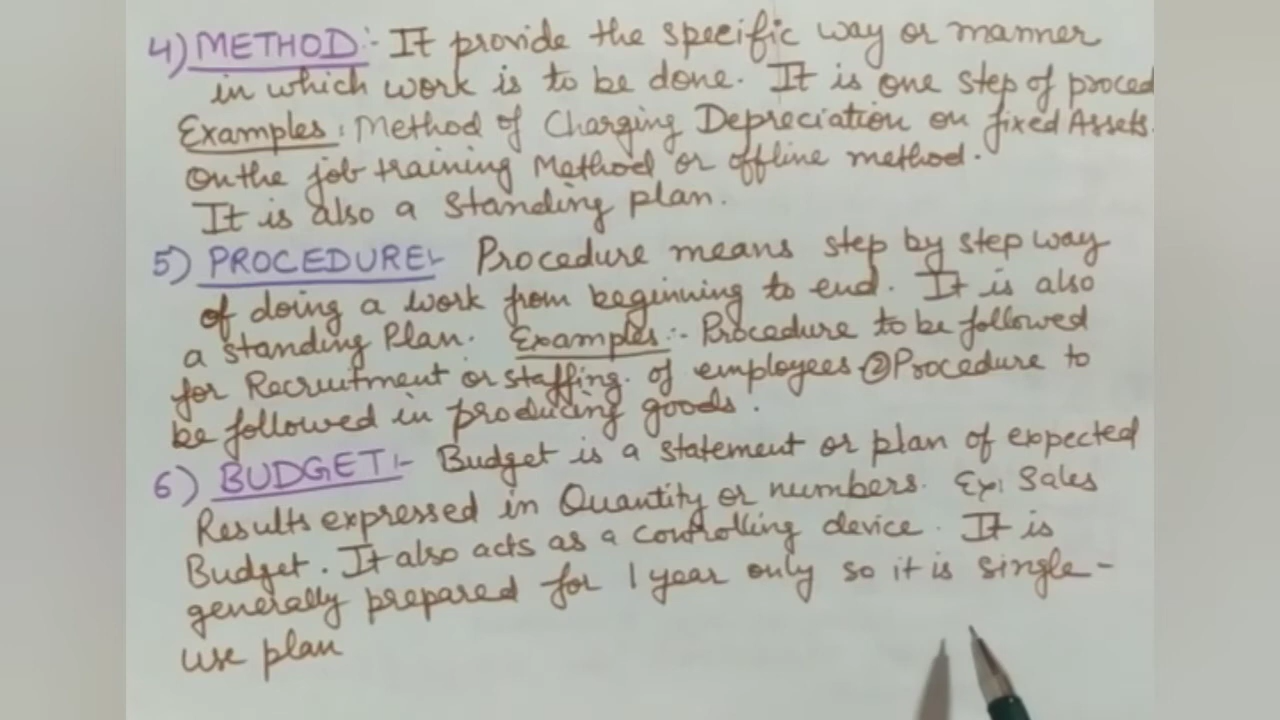 4) METHOD:- It provide the specific way or manner
in which work is to be done. It is one step of proced
Examples: Method of Charging Depreciation on fixed Assets.
On the job training Method or offline method.
It is also a standing plan.
5) PROCEDURE:- Procedure means step by step way
of doing a work from beginning to end. It is also
a standing Plan. Examples:- Procedure to be followed
for Recruitment or staffing of employees ② Procedure to
be followed in producing goods.
6) BUDGET:- Budget is a statement or plan of expected
Results expressed in Quantity or numbers. Ex: Sales
Budget. It also acts as a controlling device. It is
generally prepared for 1 year only so it is single-
use plan